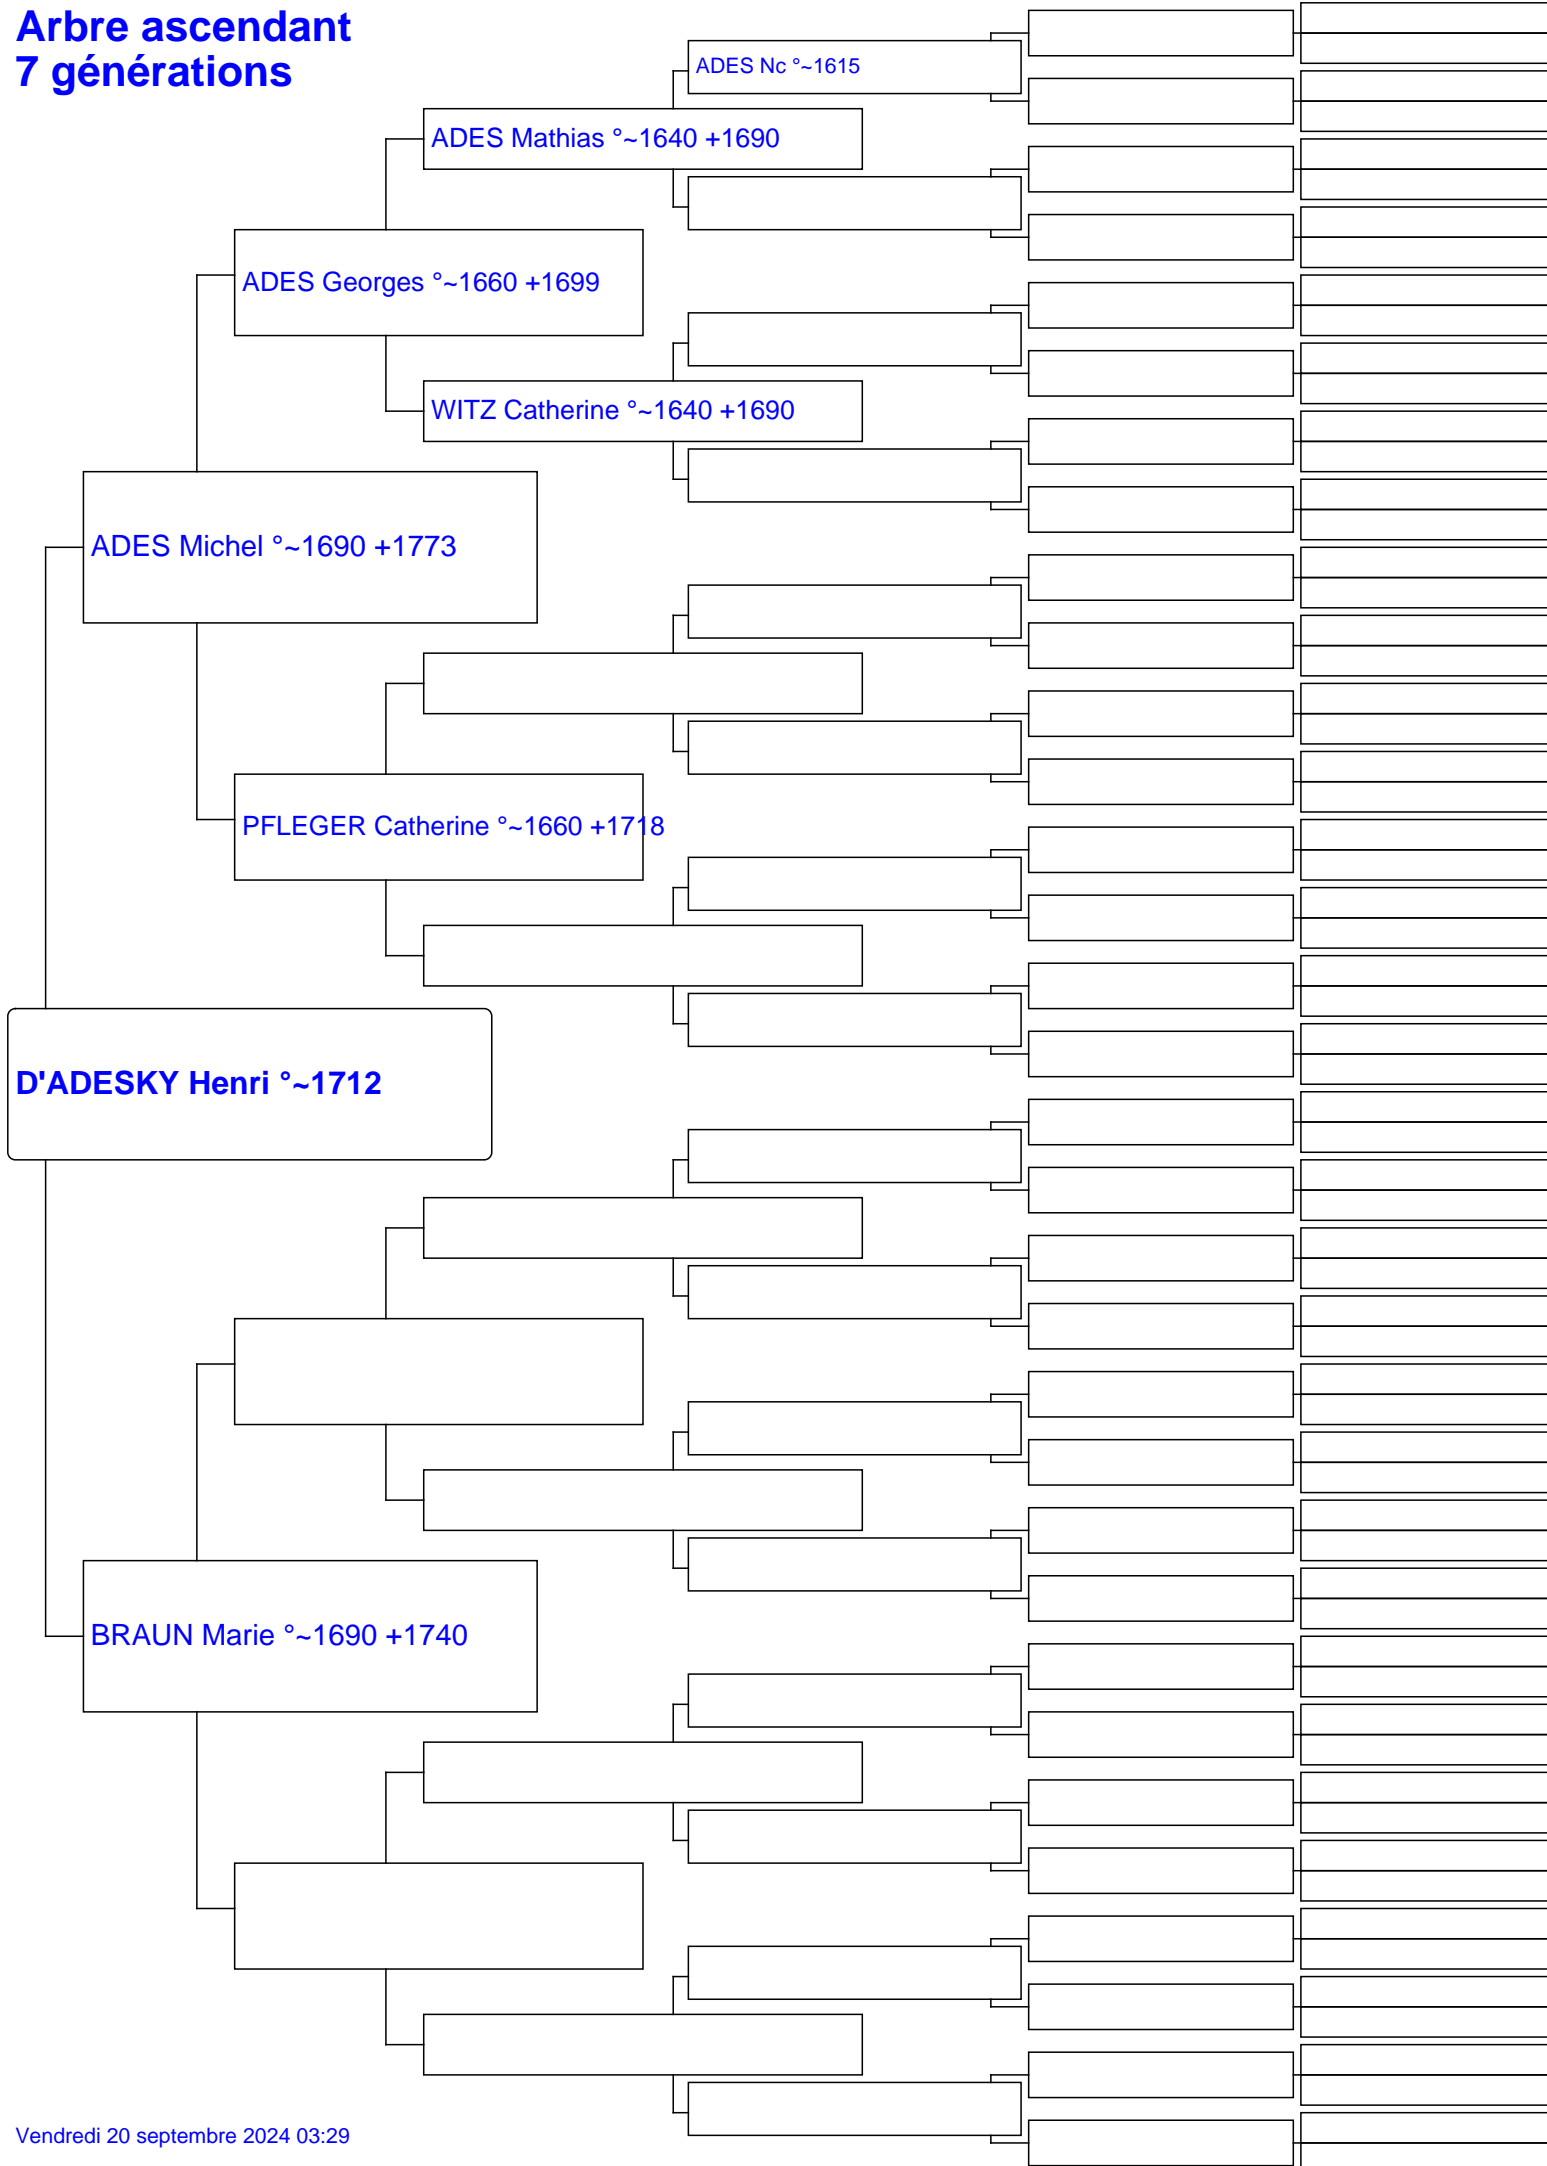 Arbre ascendant
7 générations
ADES Nc °~1615
ADES Mathias °~1640 +1690
ADES Georges °~1660 +1699
WITZ Catherine °~1640 +1690
ADES Michel °~1690 +1773
PFLEGER Catherine °~1660 +1718
D'ADESKY Henri °~1712
BRAUN Marie °~1690 +1740
Vendredi 20 septembre 2024 03:29